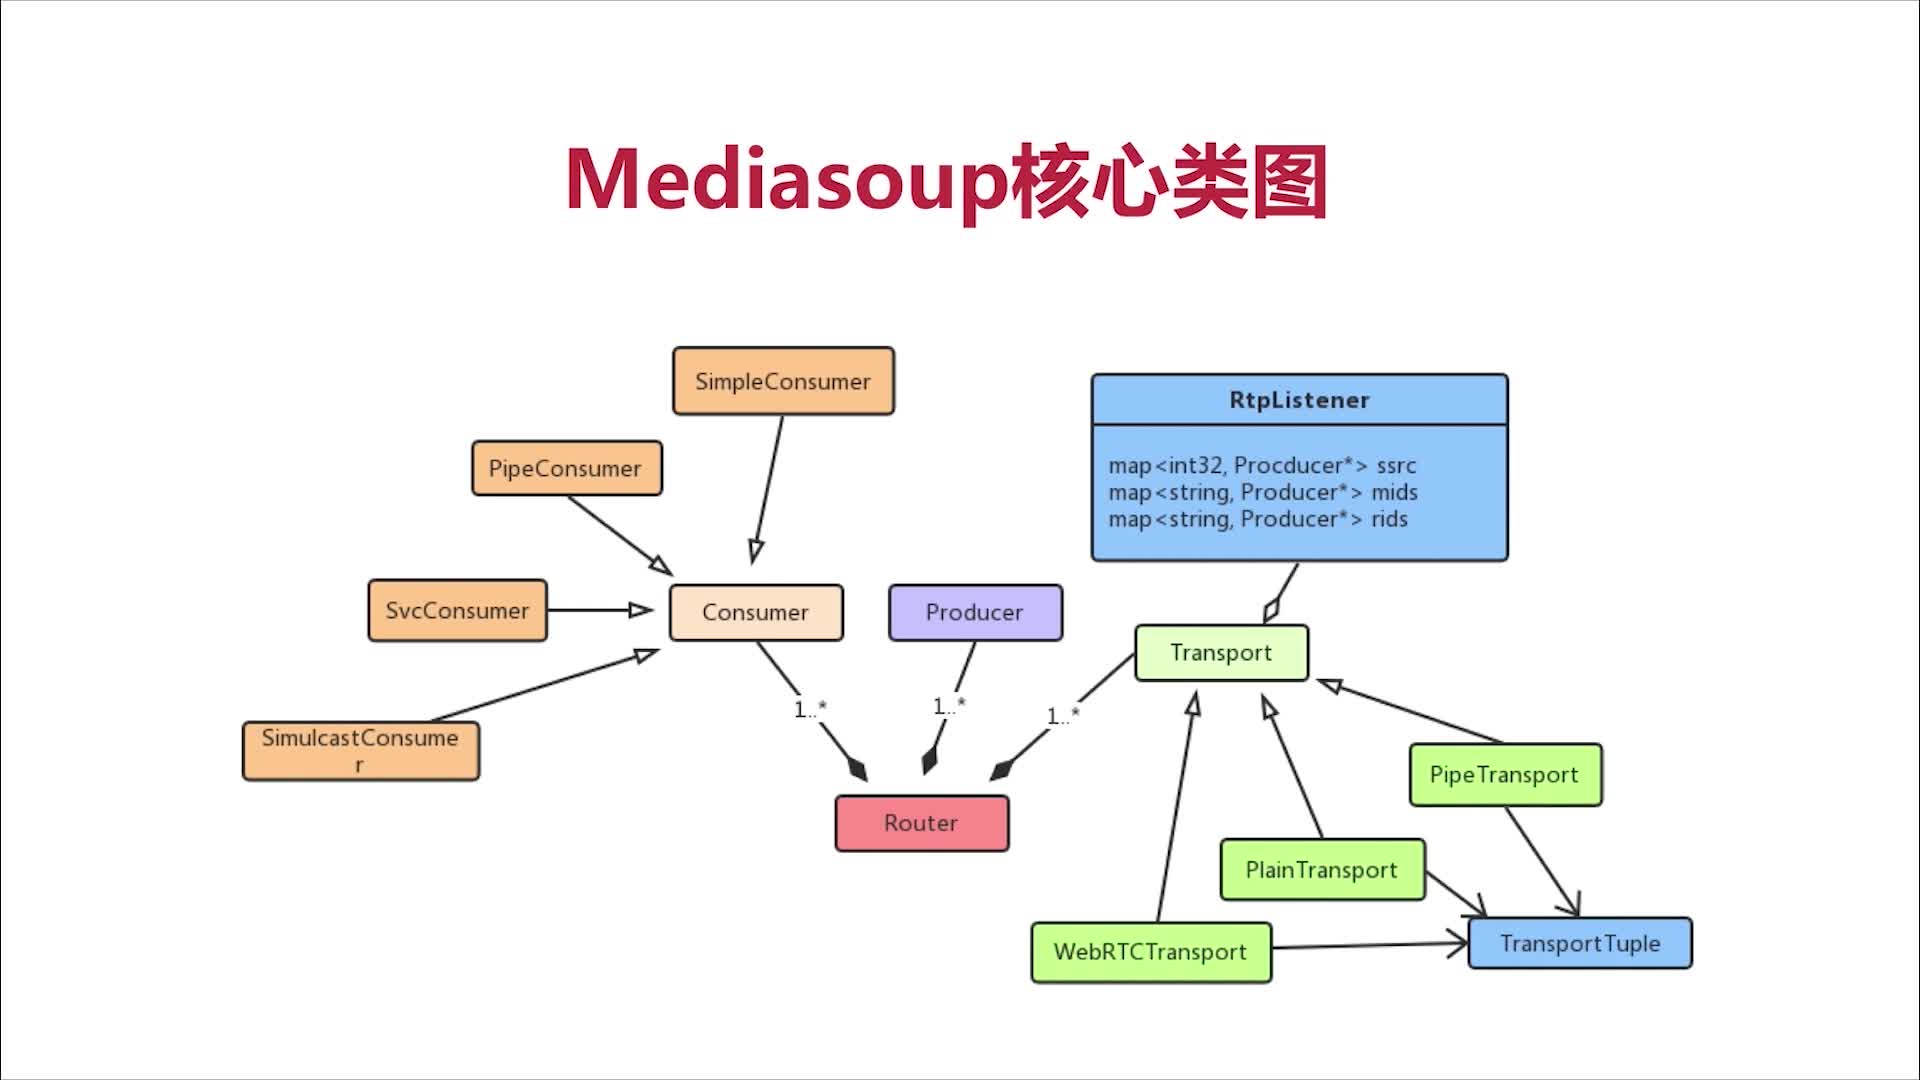 Mediasoup核心类图
SimpleConsumer
RtpListener
PipeConsumer
map<int32, Procducer*> ssrc
map<string, Producer*> mids
map<string, Producer*> rids
SvcConsumer
Consumer
Producer
Transport
1..*
1..*
1..*
SimulcastConsume
r
PipeTransport
Router
PlainTransport
WebRTCTransport
TransportTuple